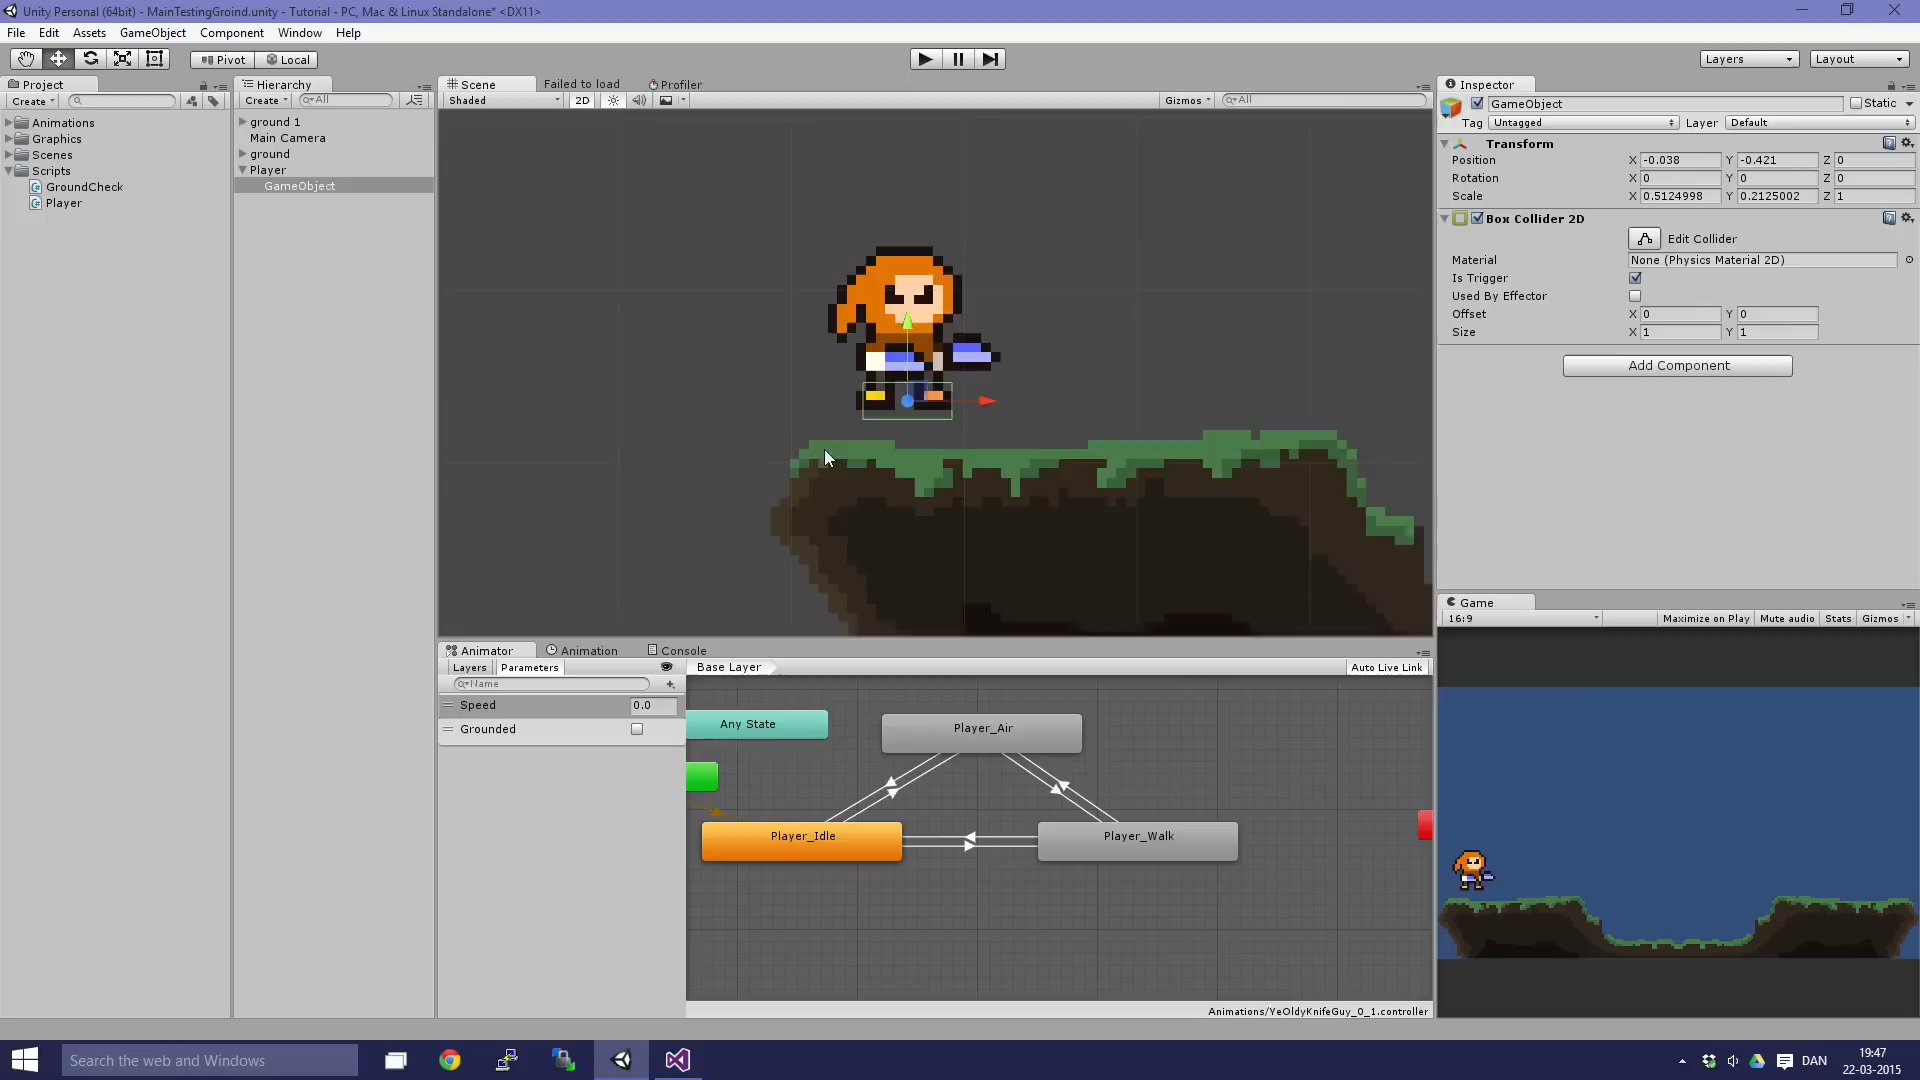 Unity Personal (64bit) - MainTestingGroind.unity - Tutorial - PC, Mac & Linux Standalone* <DX11>
File Edit Assets GameObject Component Window Help
Pivot Local Layers Layout
Project
Create
Animations
Graphics
Scenes
Scripts
GroundCheck
Player
Hierarchy
Create All
ground 1
Main Camera
ground
Player
GameObject
Scene Failed to load Profiler
Shaded 2D Gizmos All
Inspector
GameObject Static
Tag Untagged Layer Default
Transform
Position X -0.038 Y -0.421 Z 0
Rotation X 0 Y 0 Z 0
Scale X 0.5124998 Y 0.2125002 Z 1
Box Collider 2D
Edit Collider
Material None (Physics Material 2D)
Is Trigger
Used By Effector
Offset X 0 Y 0
Size X 1 Y 1
Add Component
Game
16:9 Maximize on Play Mute audio Stats Gizmos
Animator Animation Console
Layers Parameters Base Layer Auto Live Link
Name
Speed 0.0
Grounded
Any State
Player_Air
Player_Idle
Player_Walk
Animations/YeOldyKnifeGuy_0_1.controller
Search the web and Windows
DAN
19:47
22-03-2015